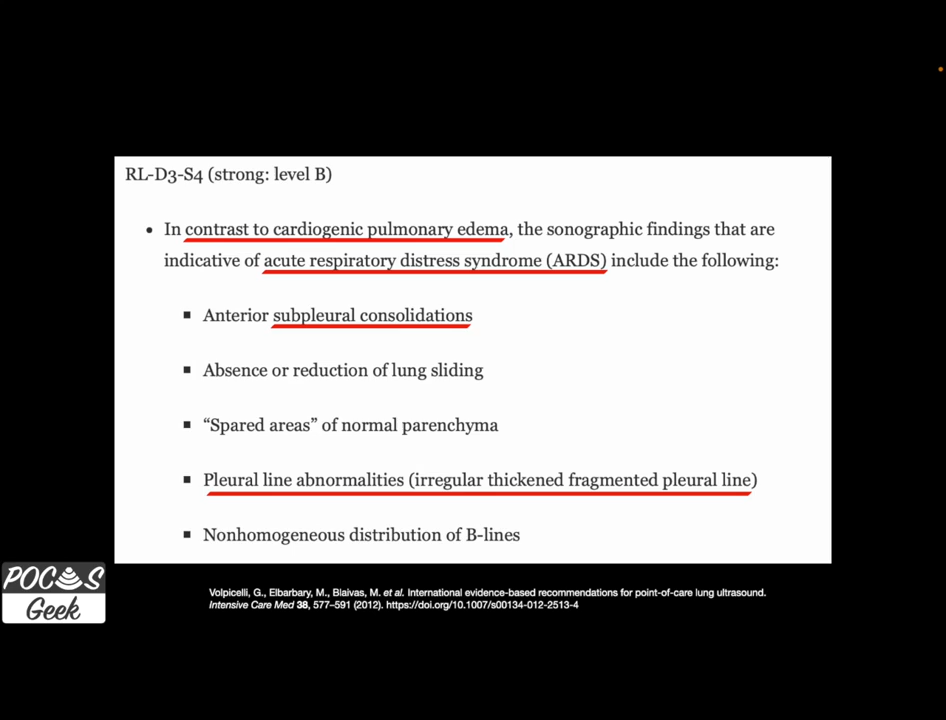 RL-D3-S4 (strong: level B)
• In contrast to cardiogenic pulmonary edema, the sonographic findings that are
indicative of acute respiratory distress syndrome (ARDS) include the following:
▪ Anterior subpleural consolidations
▪ Absence or reduction of lung sliding
▪ “Spared areas” of normal parenchyma
▪ Pleural line abnormalities (irregular thickened fragmented pleural line)
▪ Nonhomogeneous distribution of B-lines
POCUS
Geek
Volpicelli, G., Elbarbary, M., Blaivas, M. et al. International evidence-based recommendations for point-of-care lung ultrasound.
Intensive Care Med 38, 577–591 (2012). https://doi.org/10.1007/s00134-012-2513-4